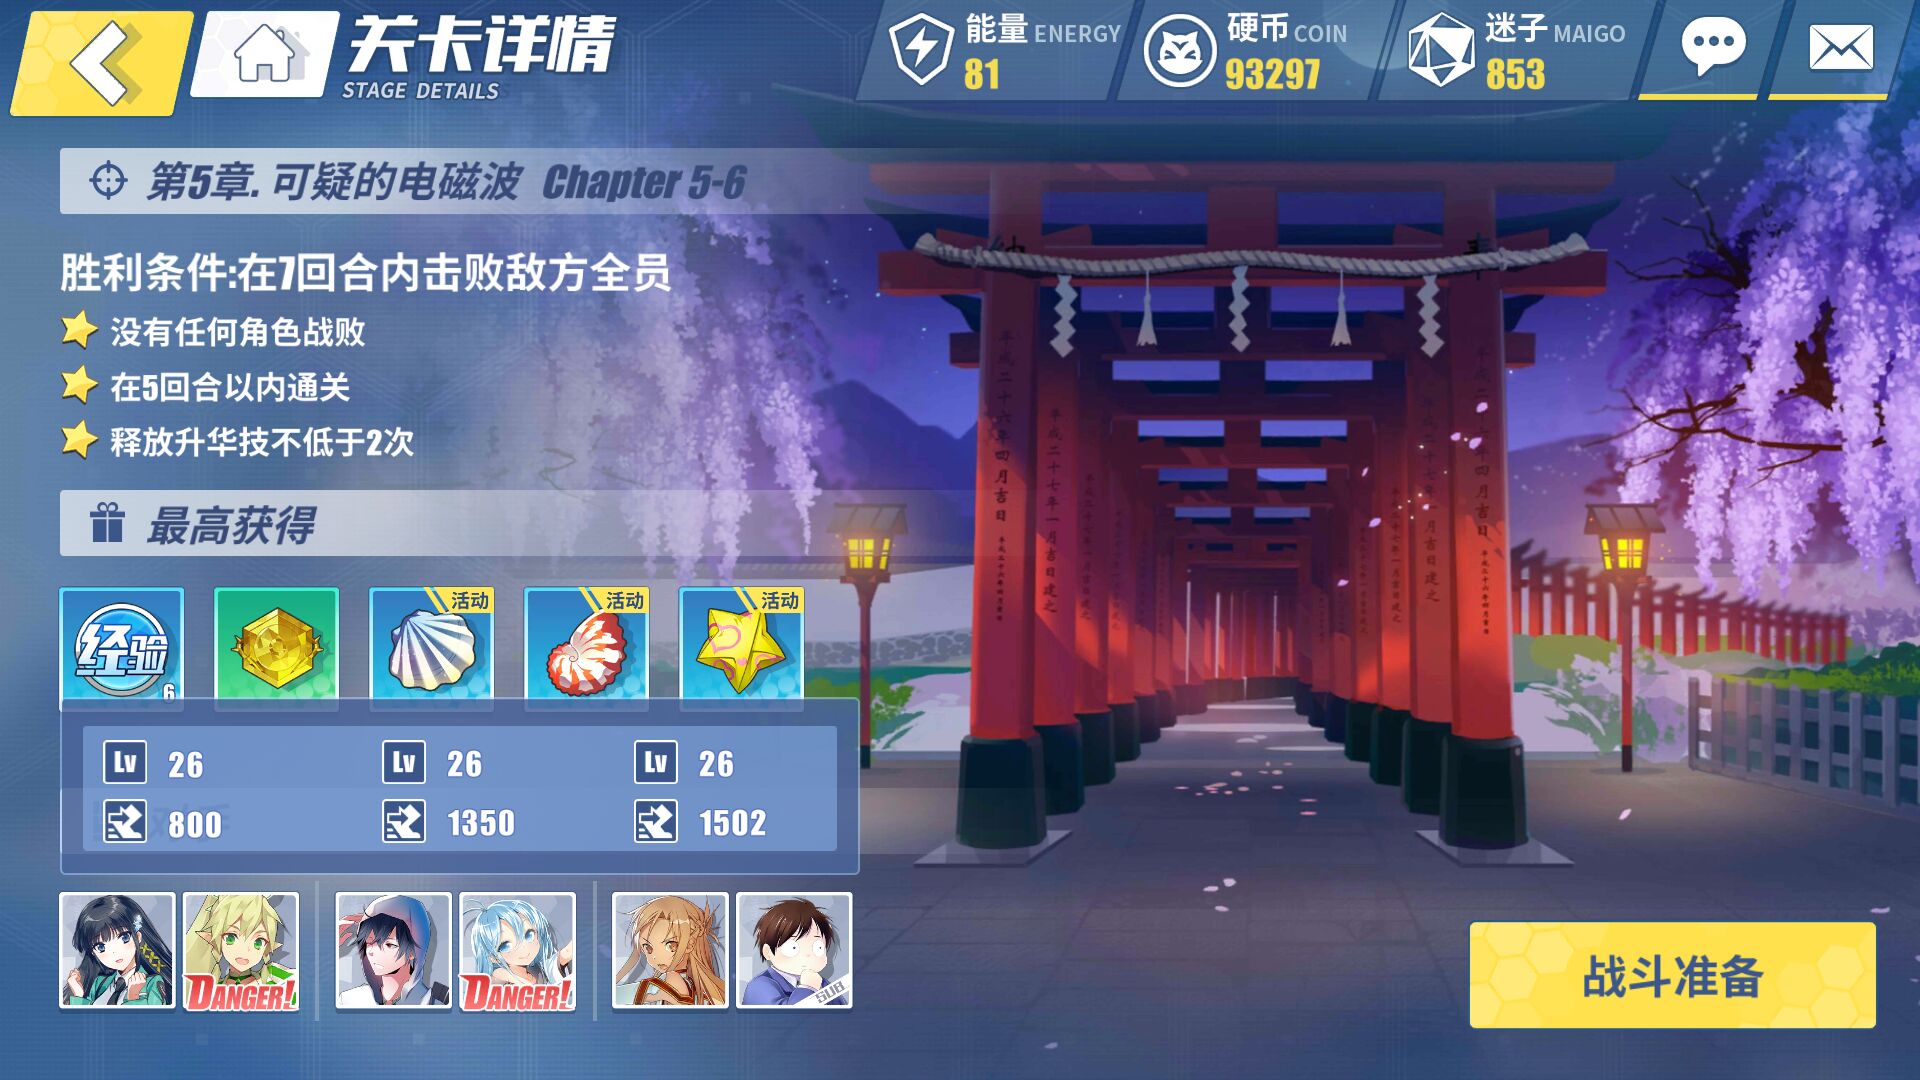 关卡详情
STAGE DETAILS
能量 ENERGY
81
硬币 COIN
93297
迷子 MAIGO
853
第5章.可疑的电磁波 Chapter 5-6
胜利条件:在7回合内击败敌方全员
没有任何角色战败
在5回合以内通关
释放升华技不低于2次
最高获得
经验
6
活动
活动
活动
Lv 26
Lv 26
Lv 26
800
1350
1502
DANGER!
DANGER!
SUB
战斗准备